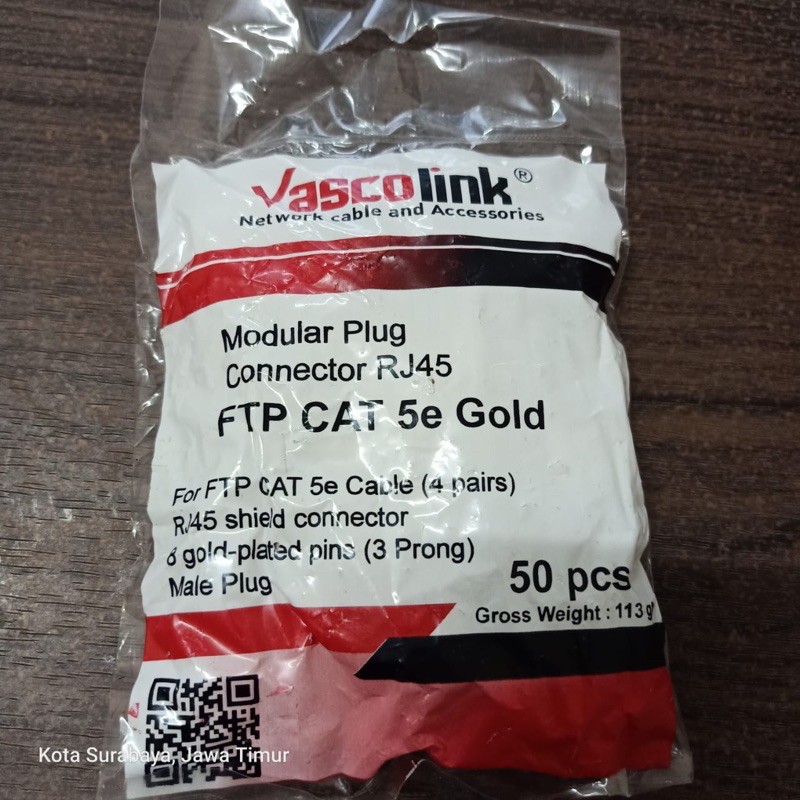 Vascolink®
Network cable and Accessories
Modular Plug
Connector RJ45
FTP CAT 5e Gold
For FTP CAT 5e Cable (4 pairs)
RJ45 shield connector
8 gold-plated pins (3 Prong)
Male Plug
50 pcs
Gross Weight : 113 gr
Kota Surabaya, Jawa Timur